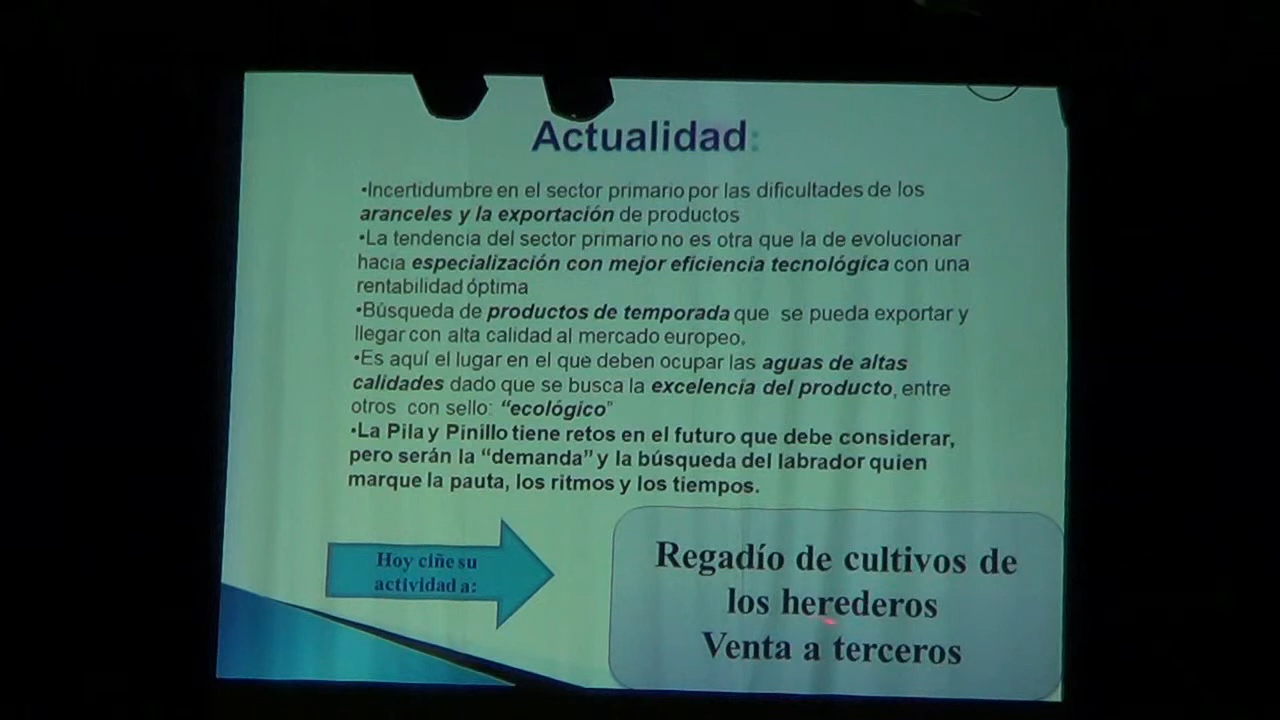 Actualidad:
•Incertidumbre en el sector primario por las dificultades de los
aranceles y la exportación de productos
•La tendencia del sector primario no es otra que la de evolucionar
hacia especialización con mejor eficiencia tecnológica con una
rentabilidad óptima
•Búsqueda de productos de temporada que se pueda exportar y
llegar con alta calidad al mercado europeo.
•Es aquí el lugar en el que deben ocupar las aguas de altas
calidades dado que se busca la excelencia del producto, entre
otros con sello: “ecológico”
•La Pila y Pinillo tiene retos en el futuro que debe considerar,
pero serán la “demanda” y la búsqueda del labrador quien
marque la pauta, los ritmos y los tiempos.
Hoy ciñe su
actividad a:
Regadío de cultivos de
los herederos
Venta a terceros